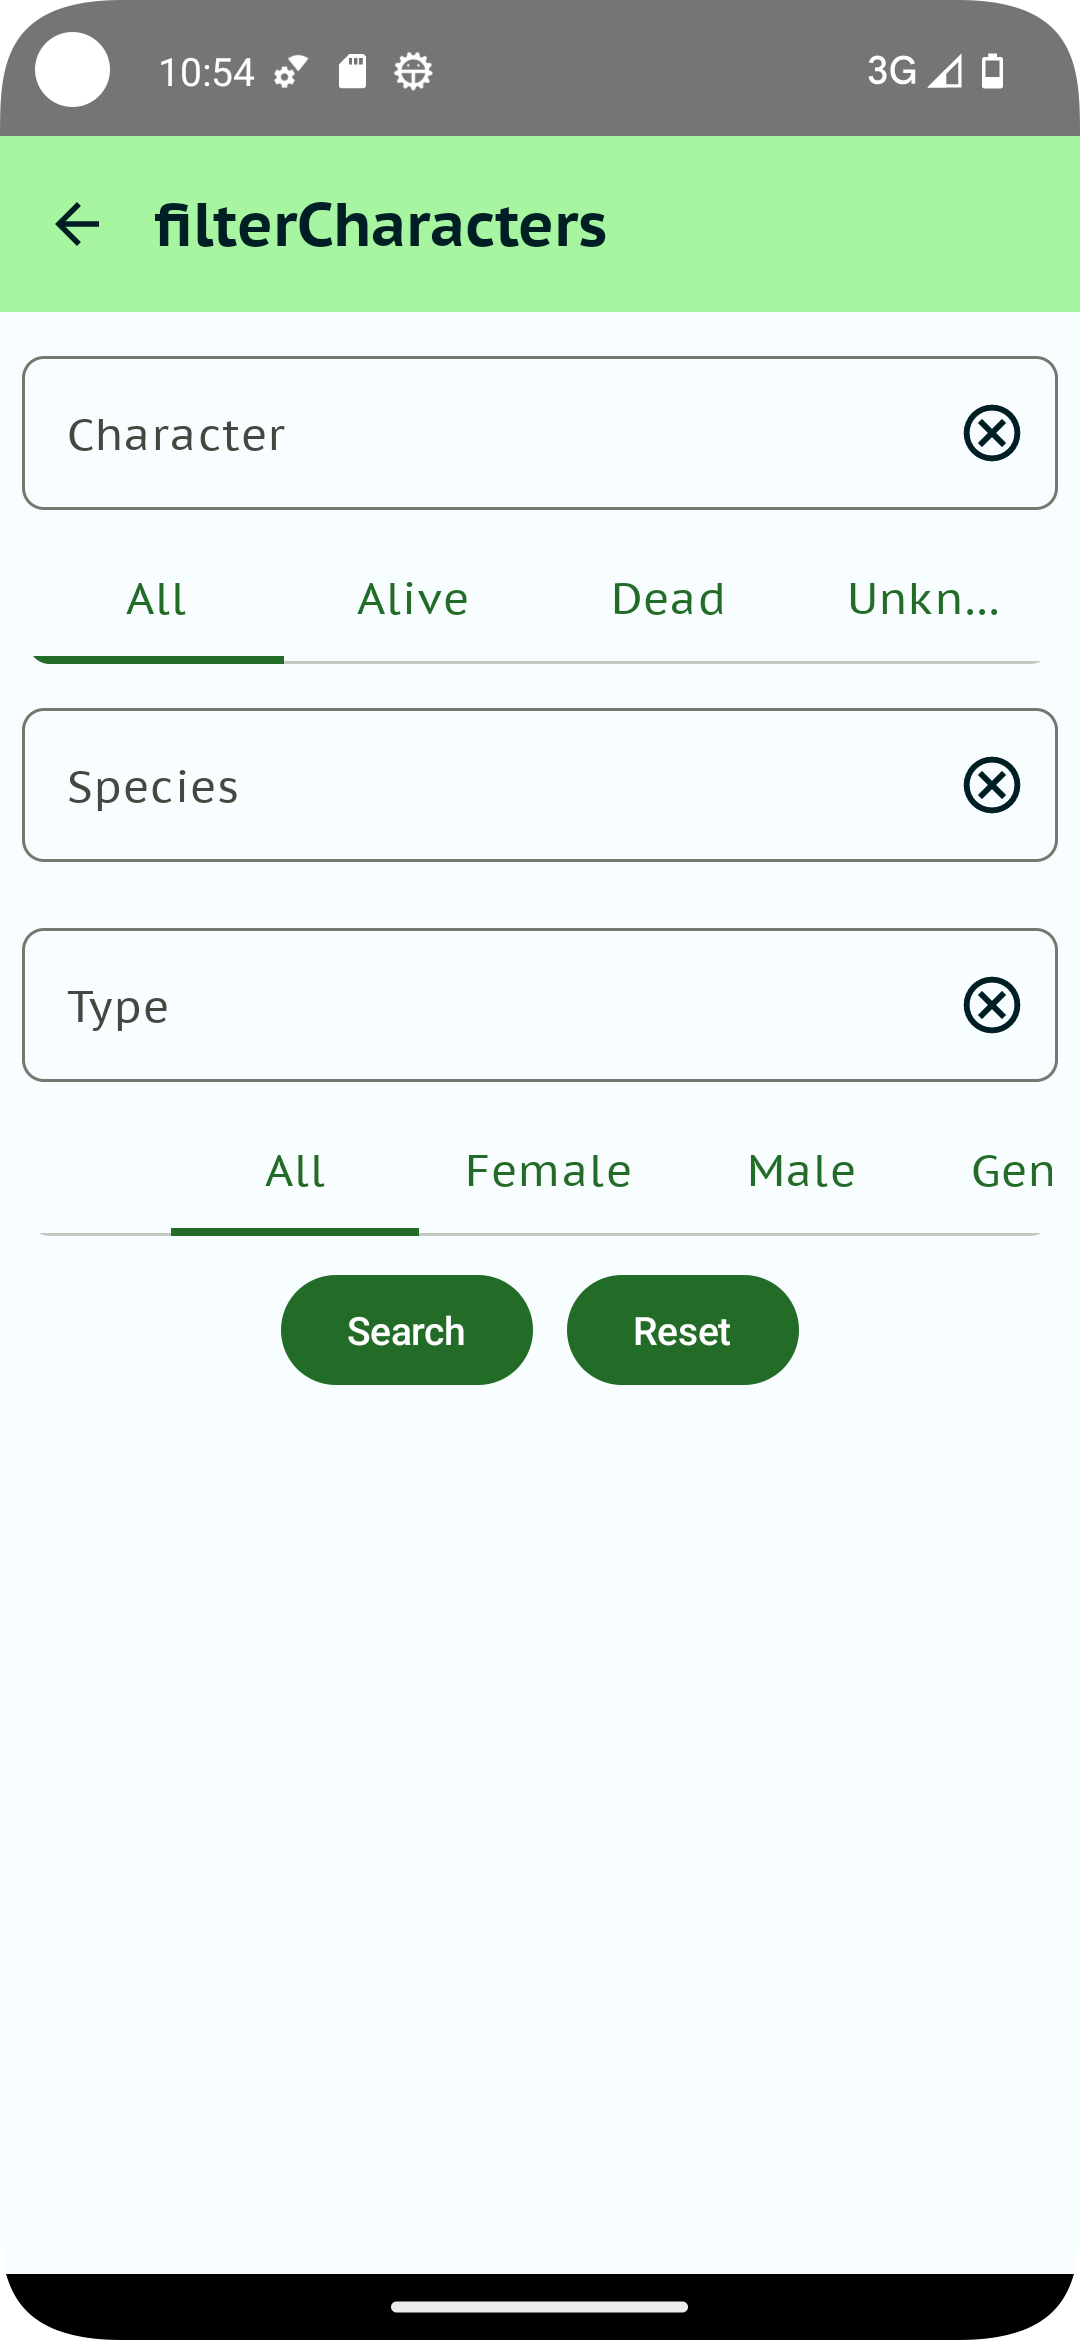 10:54 3G
filterCharacters
Character
All Alive Dead Unkn...
Species
Type
All Female Male Gen
Search Reset